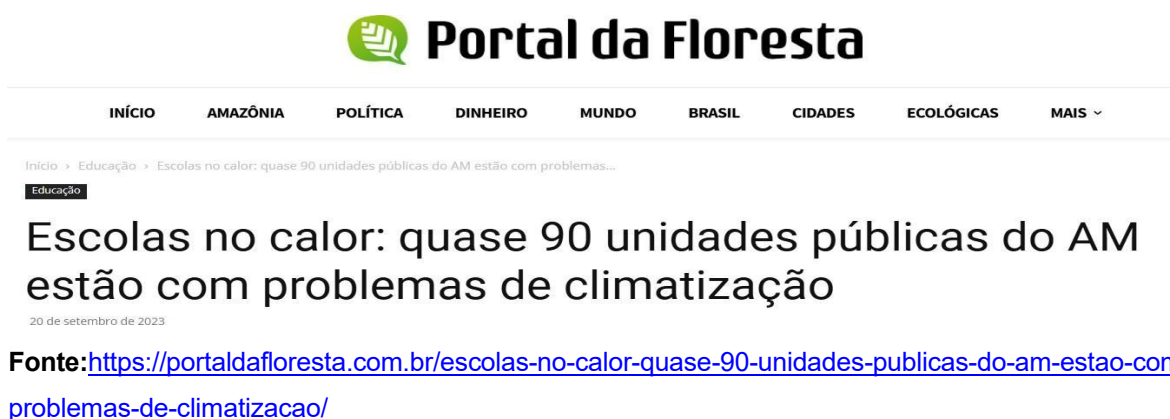 Portal da Floresta
INÍCIO AMAZÔNIA POLÍTICA DINHEIRO MUNDO BRASIL CIDADES ECOLÓGICAS MAIS
Início › Educação › Escolas no calor: quase 90 unidades públicas do AM estão com problemas...
Educação
Escolas no calor: quase 90 unidades públicas do AM
estão com problemas de climatização
20 de setembro de 2023
Fonte:https://portaldafloresta.com.br/escolas-no-calor-quase-90-unidades-publicas-do-am-estao-com
problemas-de-climatizacao/